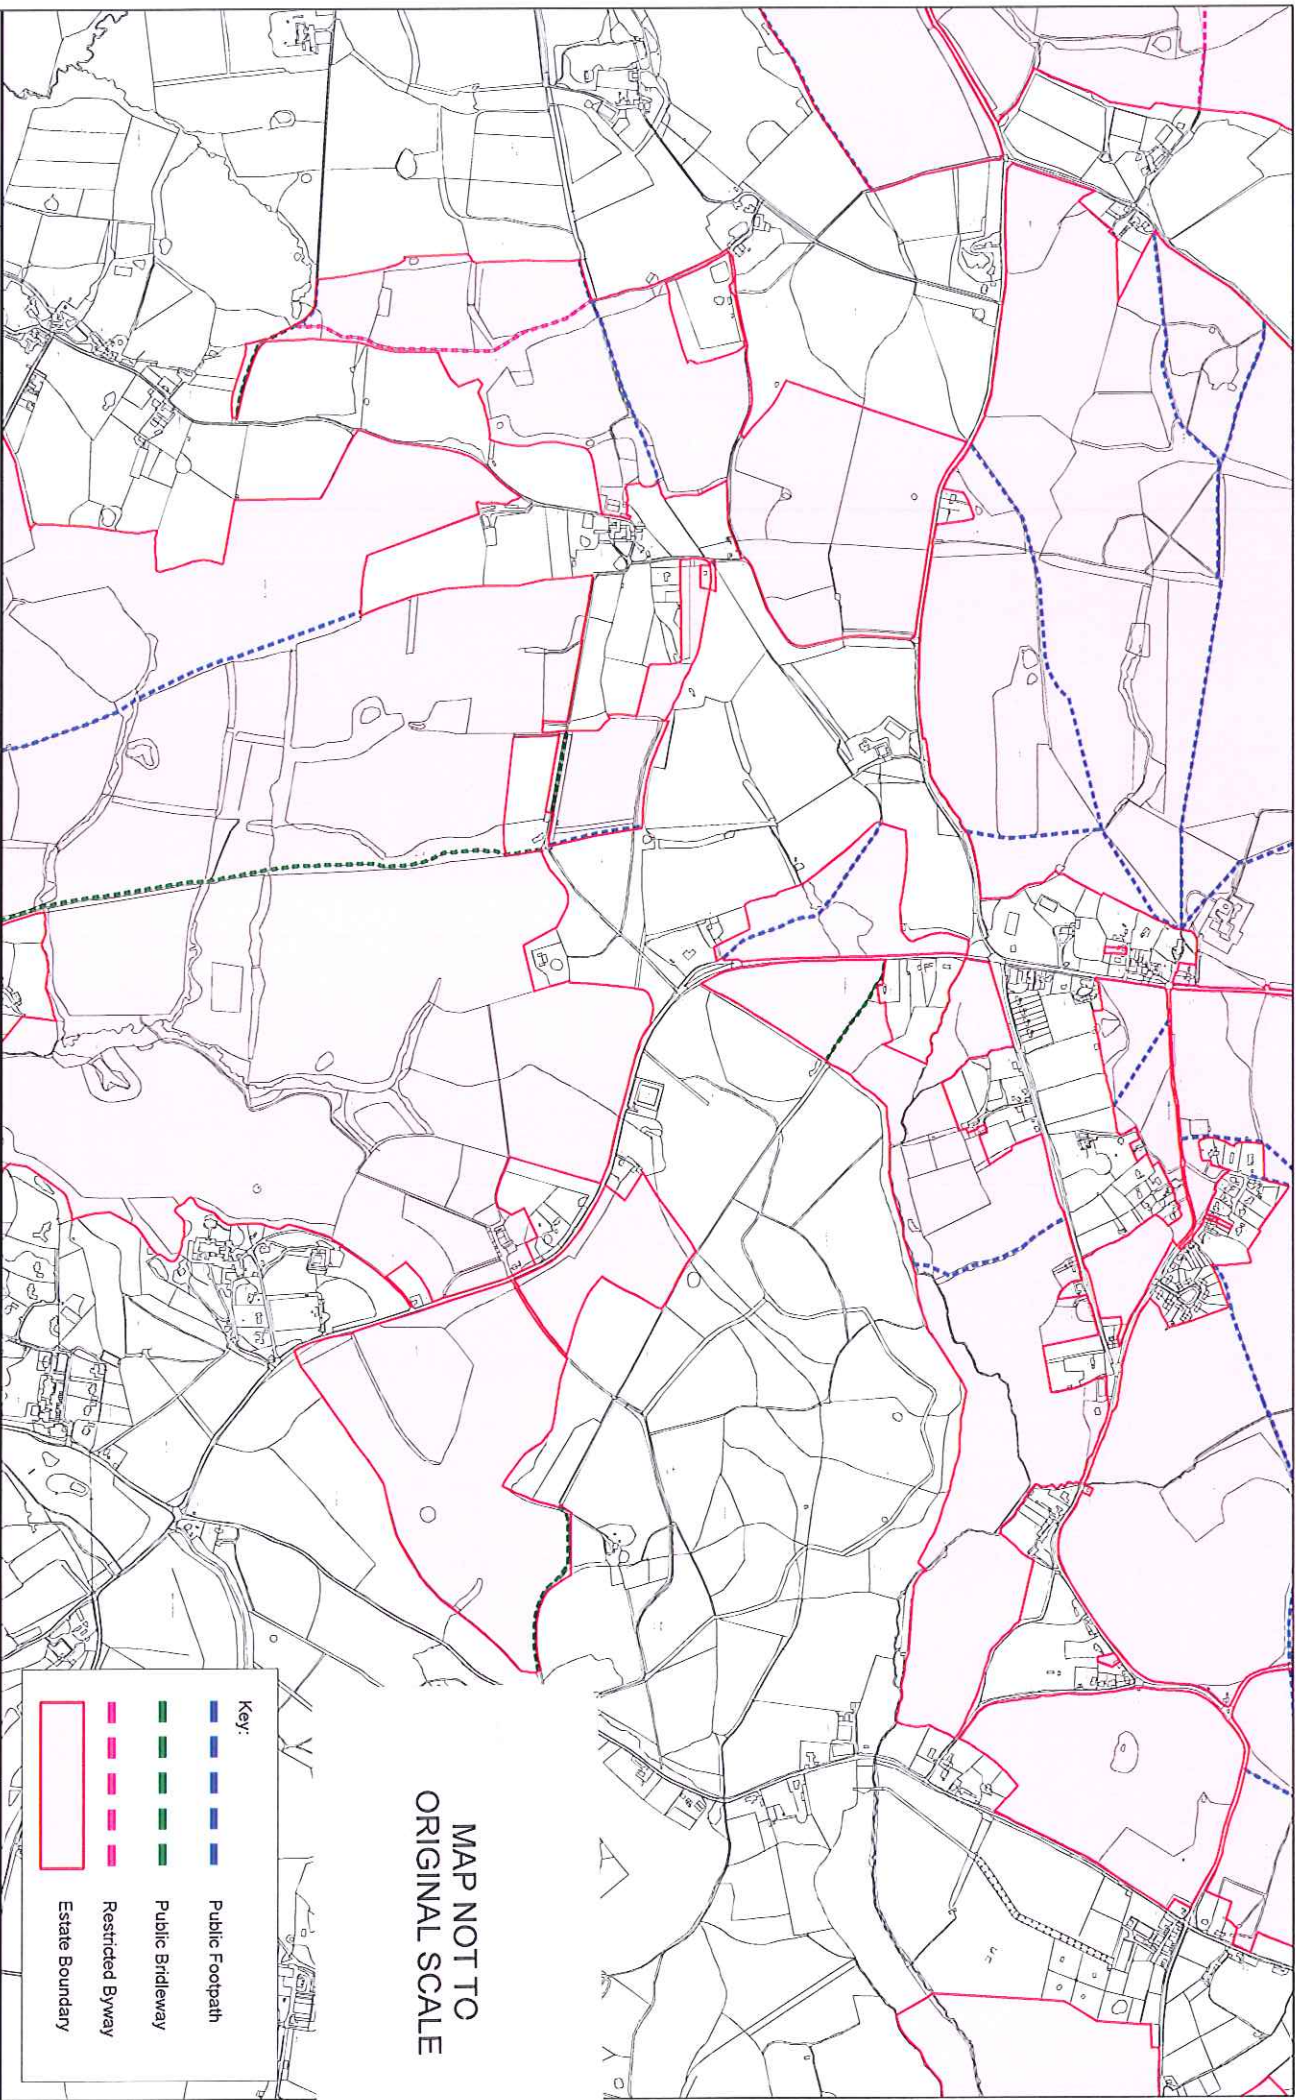 MAP NOT TO
ORIGINAL SCALE
Key:
Public Footpath
Public Bridleway
Restricted Byway
Estate Boundary